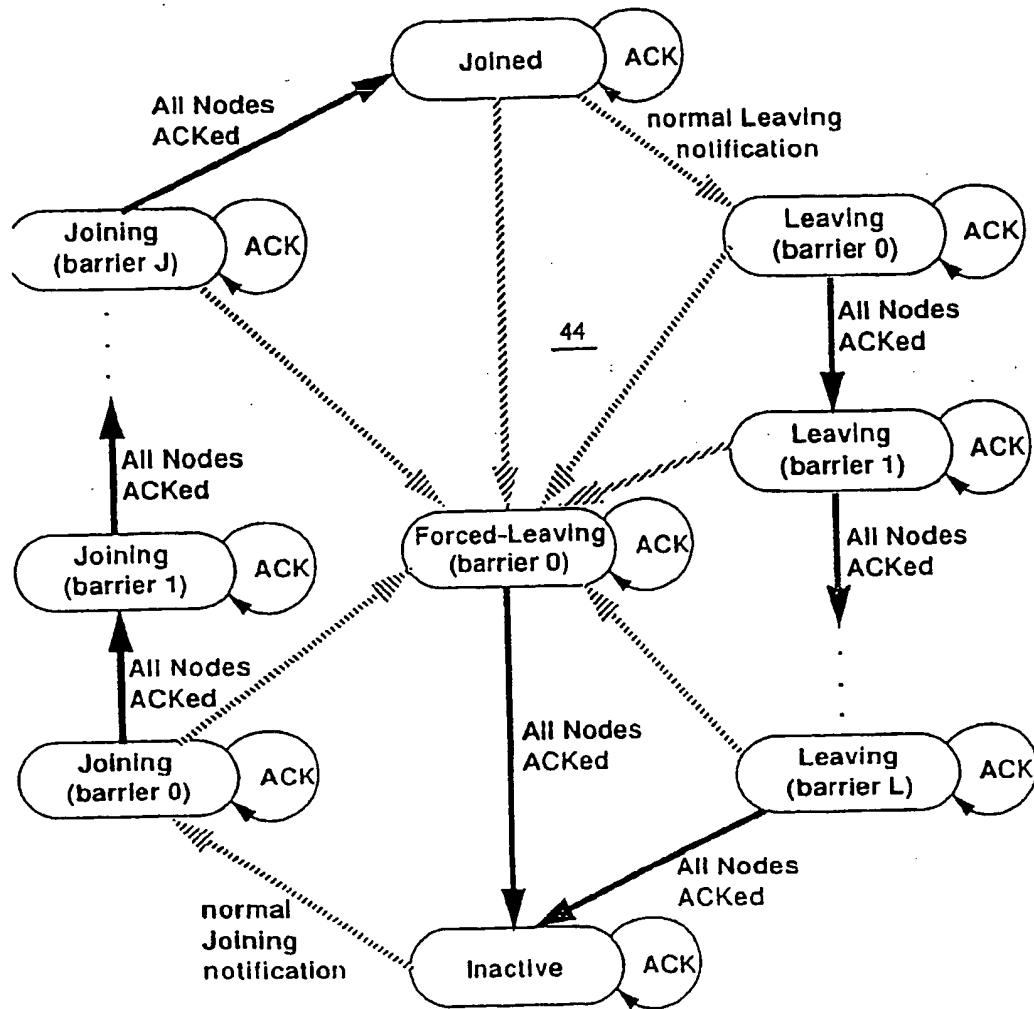 Joined
ACK
All Nodes
ACKed
normal Leaving
notification
Joining
(barrier J)
ACK
Leaving
(barrier 0)
ACK
44
All Nodes
ACKed
All Nodes
ACKed
Leaving
(barrier 1)
ACK
Forced-Leaving
(barrier 0)
ACK
Joining
(barrier 1)
ACK
All Nodes
ACKed
All Nodes
ACKed
All Nodes
ACKed
Joining
(barrier 0)
ACK
Leaving
(barrier L)
ACK
All Nodes
ACKed
normal
Joining
notification
Inactive
ACK